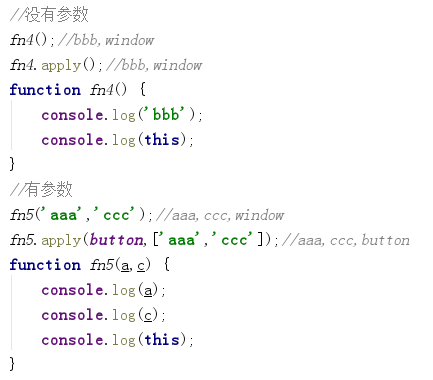 //没有参数
fn4();//bbb,window
fn4.apply();//bbb,window
function fn4() {
    console.log('bbb');
    console.log(this);
}
//有参数
fn5('aaa','ccc');//aaa,ccc,window
fn5.apply(button,['aaa','ccc']);//aaa,ccc,button
function fn5(a,c) {
    console.log(a);
    console.log(c);
    console.log(this);
}